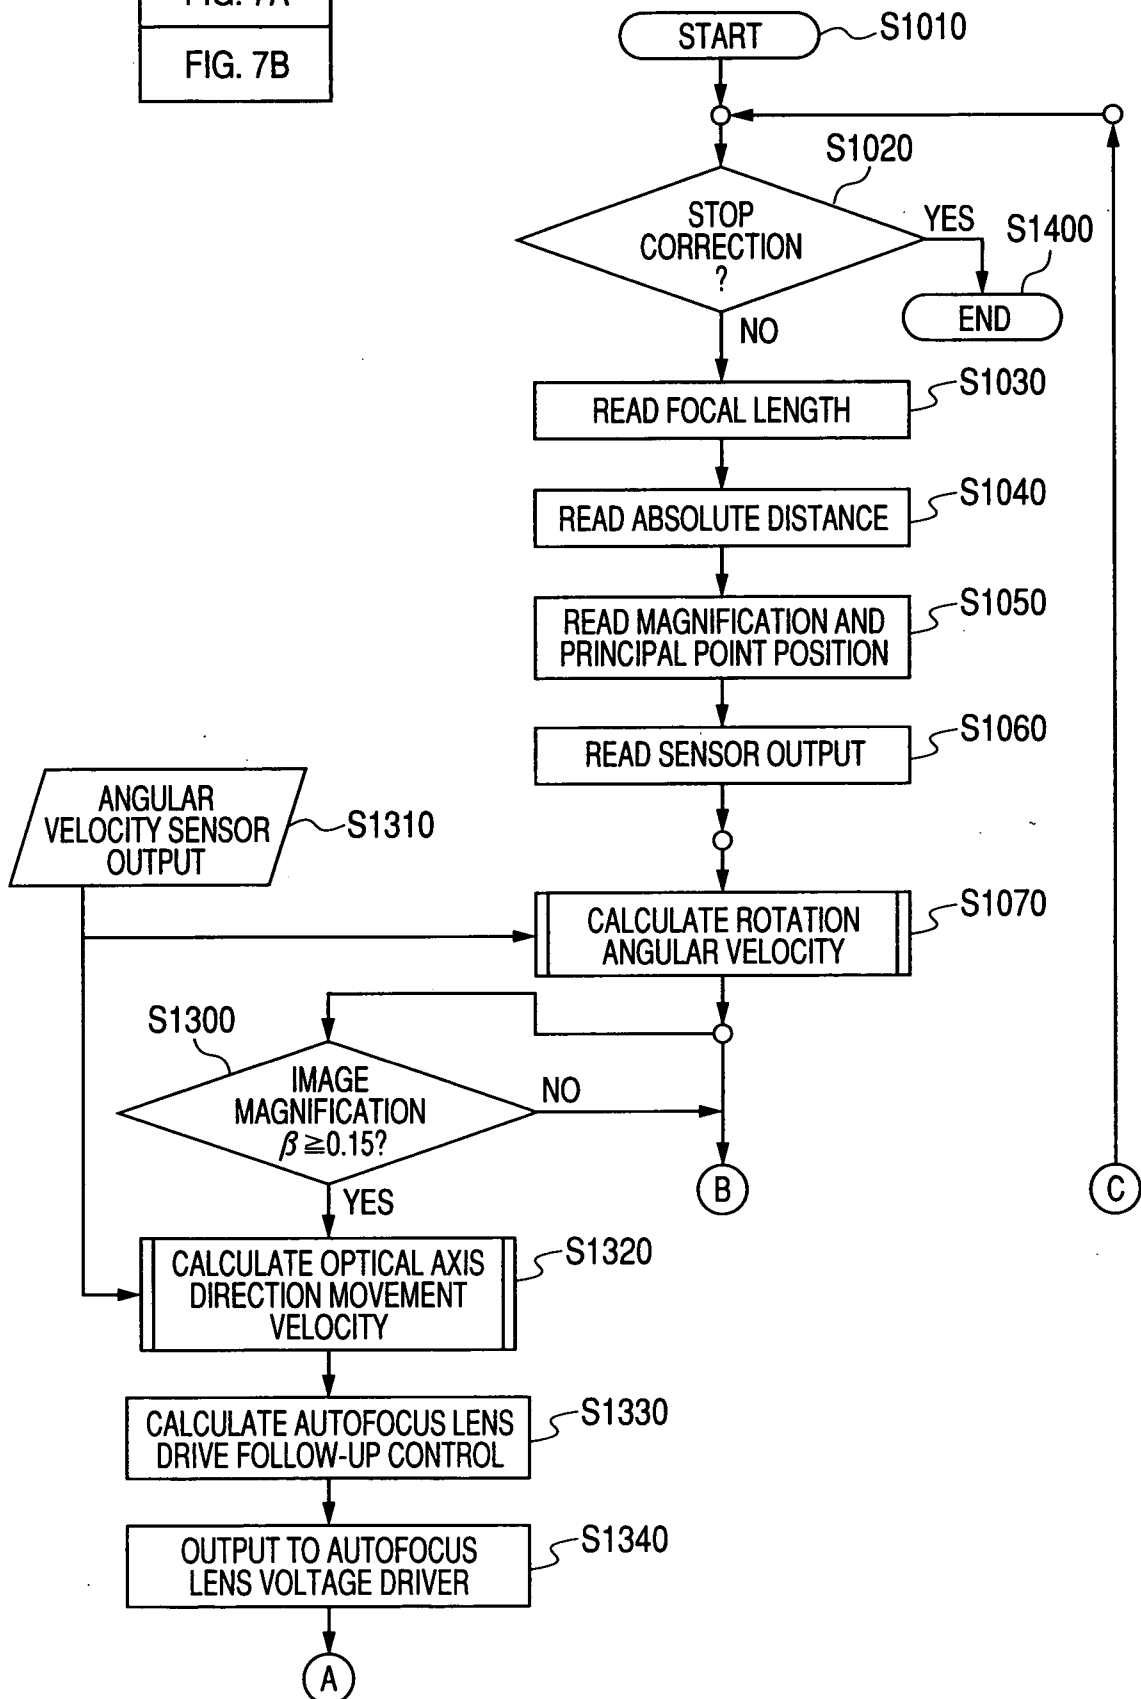 FIG. 7A
FIG. 7B
START
S1010
S1020
STOP
CORRECTION
?
YES
S1400
END
NO
S1030
READ FOCAL LENGTH
S1040
READ ABSOLUTE DISTANCE
S1050
READ MAGNIFICATION AND
PRINCIPAL POINT POSITION
S1060
READ SENSOR OUTPUT
ANGULAR
VELOCITY SENSOR
OUTPUT
S1310
S1070
CALCULATE ROTATION
ANGULAR VELOCITY
S1300
IMAGE
MAGNIFICATION
β ≧0.15?
NO
YES
B
C
S1320
CALCULATE OPTICAL AXIS
DIRECTION MOVEMENT
VELOCITY
S1330
CALCULATE AUTOFOCUS LENS
DRIVE FOLLOW-UP CONTROL
S1340
OUTPUT TO AUTOFOCUS
LENS VOLTAGE DRIVER
A